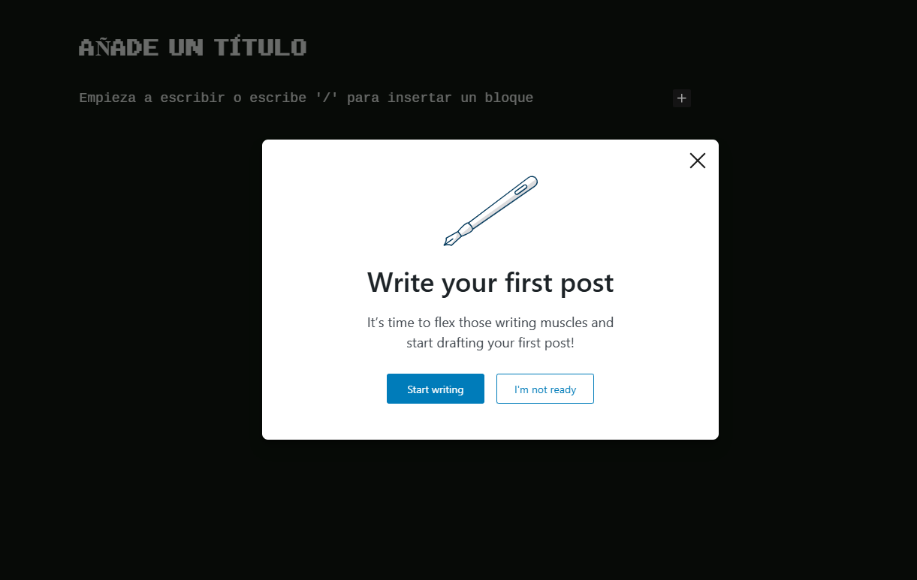 AÑADE UN TÍTULO
Empieza a escribir o escribe '/' para insertar un bloque
Write your first post
It's time to flex those writing muscles and
start drafting your first post!
Start writing
I'm not ready